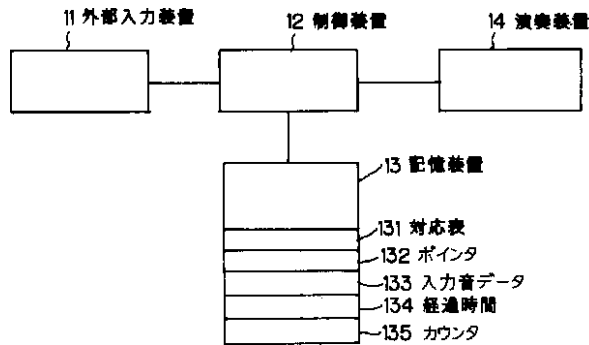 11 外部入力装置
12 制御装置
14 演奏装置
13 記憶装置
131 対応表
132 ポインタ
133 入力音データ
134 経過時間
135 カウンタ